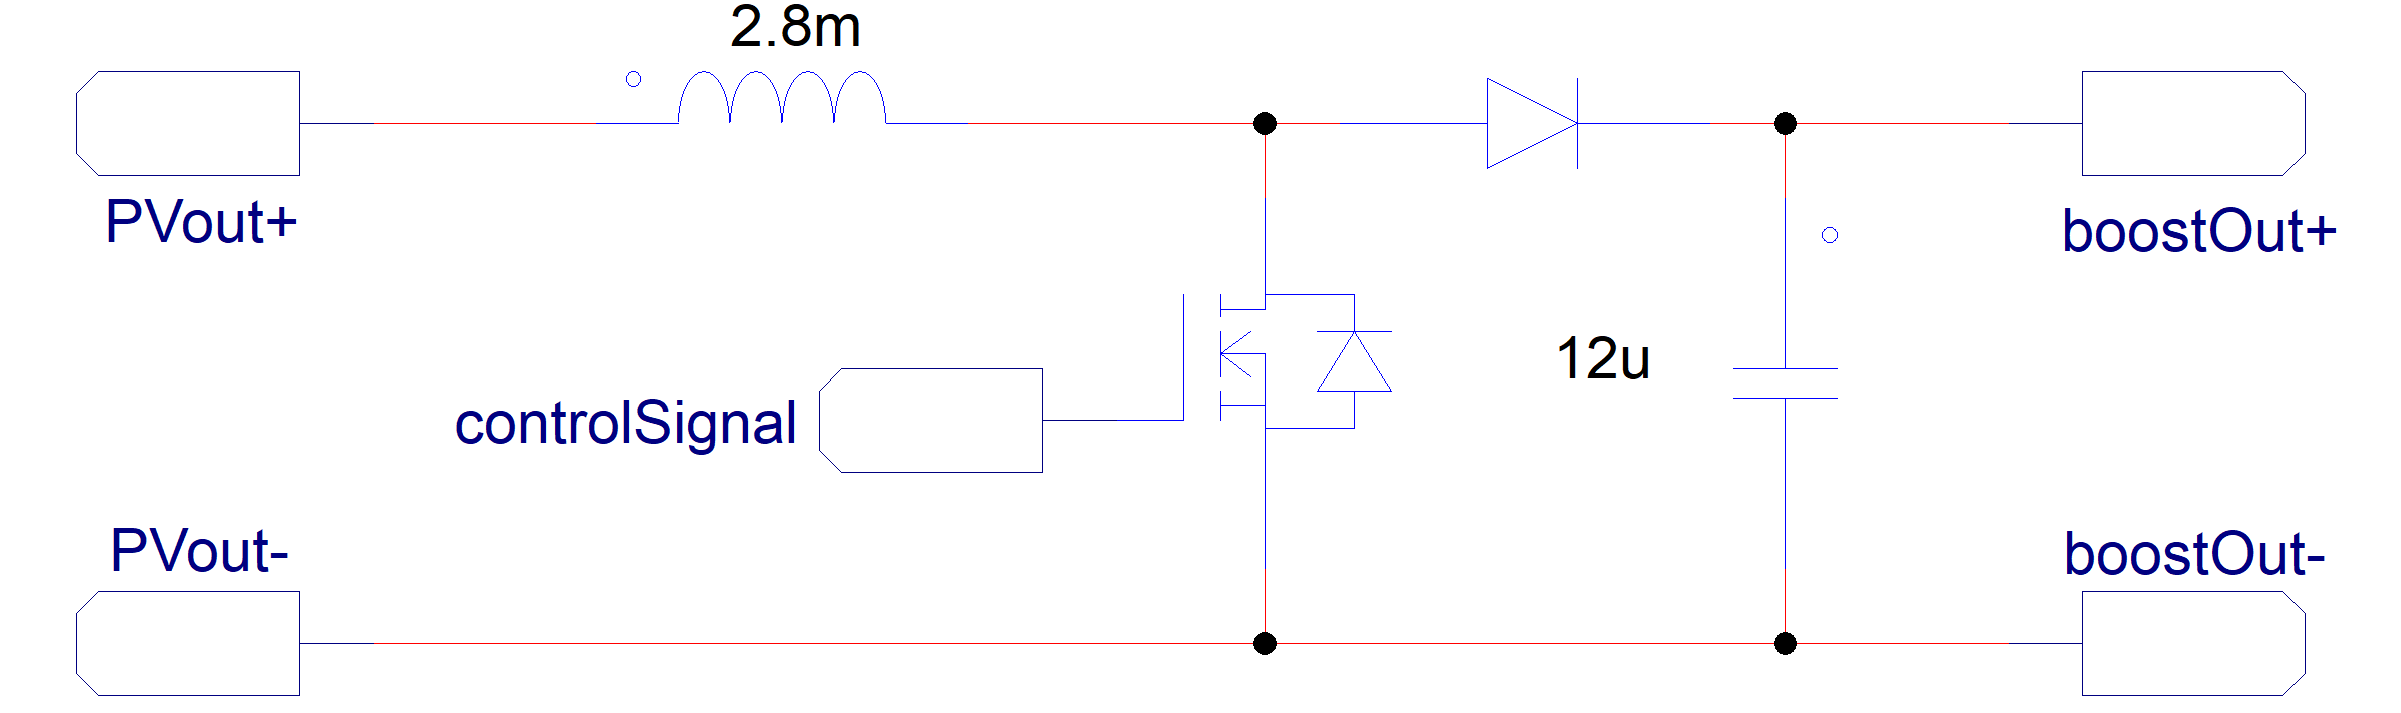 2.8m
PVout+
boostOut+
12u
controlSignal
PVout-
boostOut-